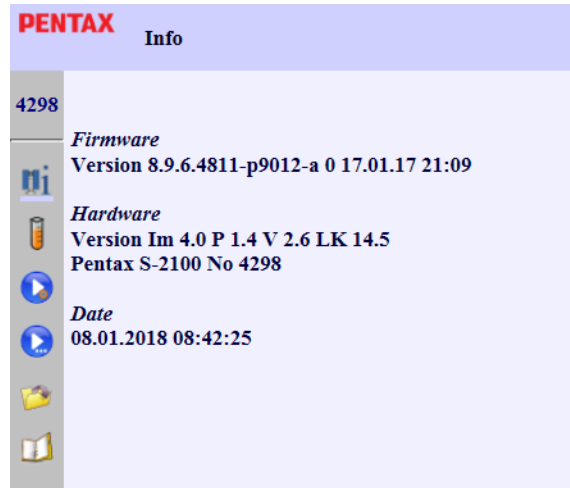 PENTAX
Info
4298
Firmware
Version 8.9.6.4811-p9012-a 0 17.01.17 21:09
Hardware
Version Im 4.0 P 1.4 V 2.6 LK 14.5
Pentax S-2100 No 4298
Date
08.01.2018 08:42:25